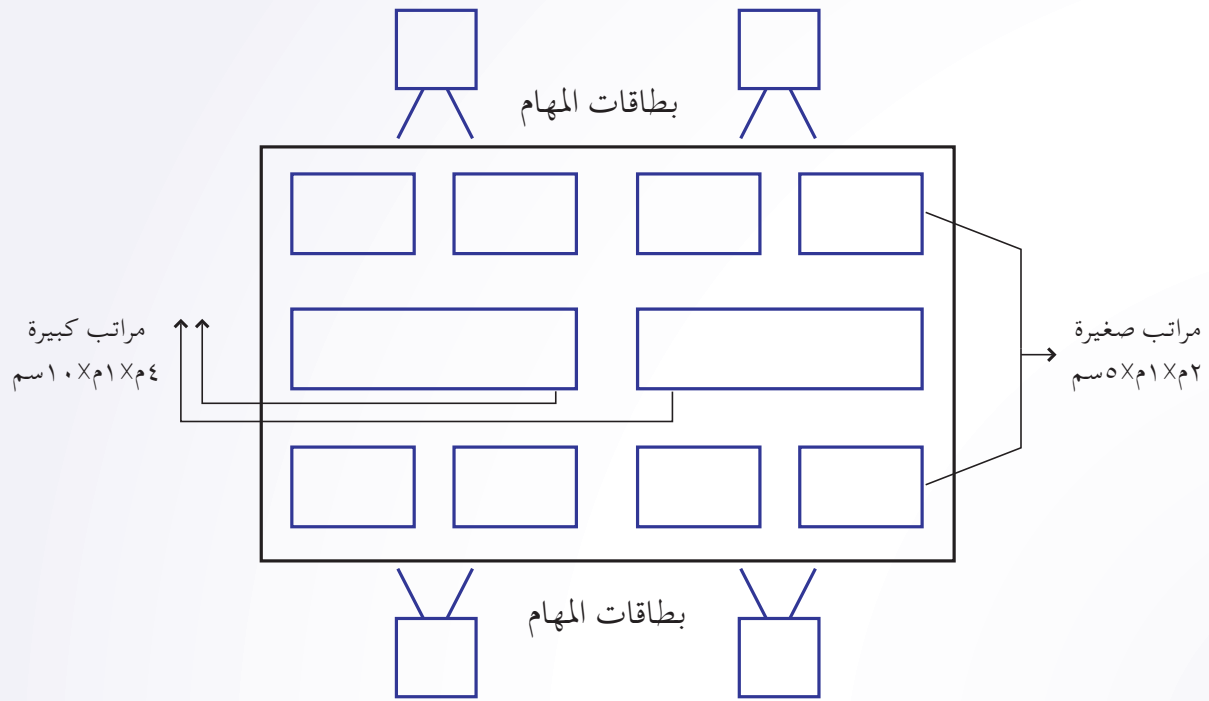 بطاقات المهام
مراتب صغيرة
٢م×١م×٥سم
مراتب كبيرة
٤م×١م×١٠سم
بطاقات المهام